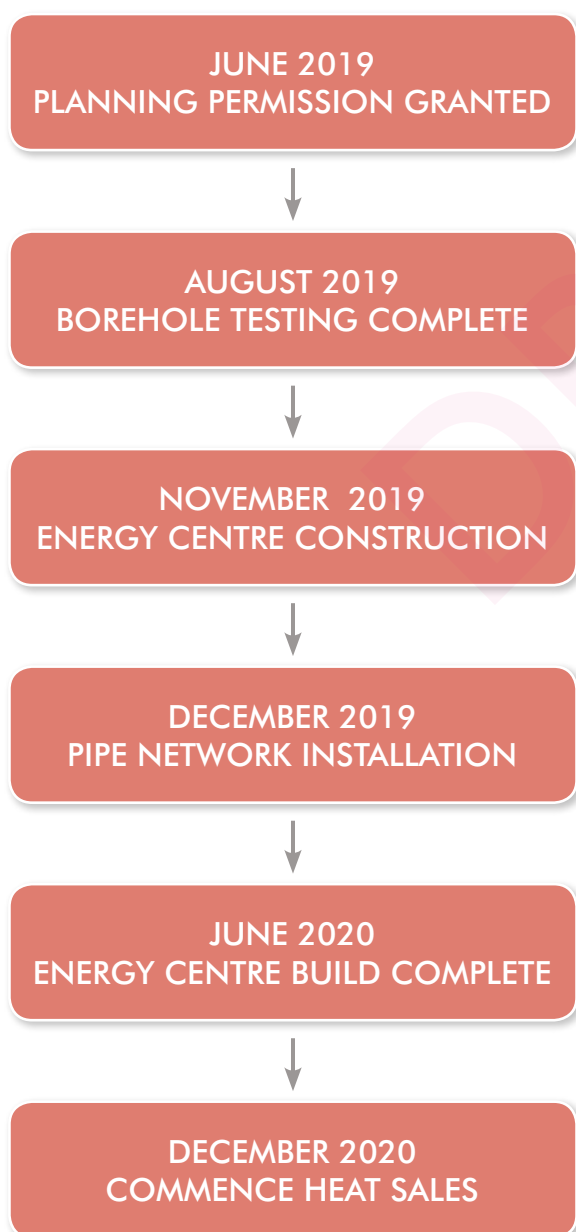 JUNE 2019
PLANNING PERMISSION GRANTED
AUGUST 2019
BOREHOLE TESTING COMPLETE
NOVEMBER  2019
ENERGY CENTRE CONSTRUCTION
DECEMBER 2019
PIPE NETWORK INSTALLATION
JUNE 2020
ENERGY CENTRE BUILD COMPLETE
DECEMBER 2020
COMMENCE HEAT SALES